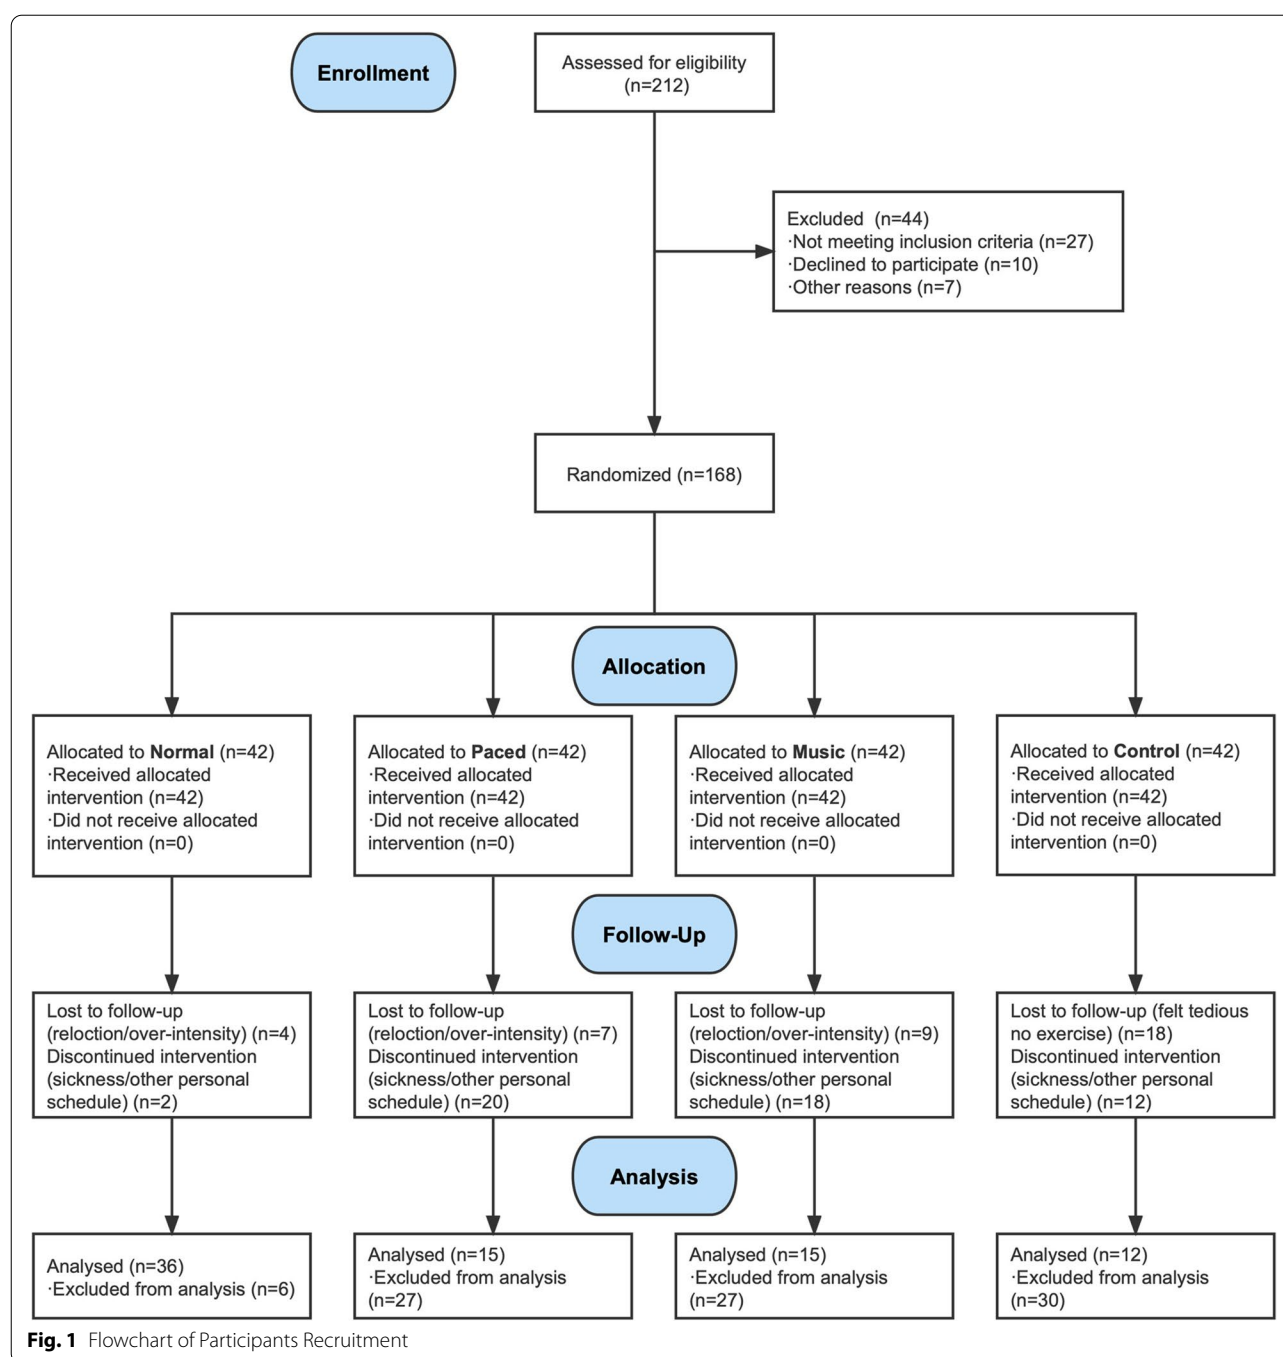 Enrollment
Assessed for eligibility
(n=212)
Excluded (n=44)
·Not meeting inclusion criteria (n=27)
·Declined to participate (n=10)
·Other reasons (n=7)
Randomized (n=168)
Allocation
Allocated to Normal (n=42)
·Received allocated
intervention (n=42)
·Did not receive allocated
intervention (n=0)
Allocated to Paced (n=42)
·Received allocated
intervention (n=42)
·Did not receive allocated
intervention (n=0)
Allocated to Music (n=42)
·Received allocated
intervention (n=42)
·Did not receive allocated
intervention (n=0)
Allocated to Control (n=42)
·Received allocated
intervention (n=42)
·Did not receive allocated
intervention (n=0)
Follow-Up
Lost to follow-up
(reloction/over-intensity) (n=4)
Discontinued intervention
(sickness/other personal
schedule) (n=2)
Lost to follow-up
(reloction/over-intensity) (n=7)
Discontinued intervention
(sickness/other personal
schedule) (n=20)
Lost to follow-up
(reloction/over-intensity) (n=9)
Discontinued intervention
(sickness/other personal
schedule) (n=18)
Lost to follow-up (felt tedious
no exercise) (n=18)
Discontinued intervention
(sickness/other personal
schedule) (n=12)
Analysis
Analysed (n=36)
·Excluded from analysis (n=6)
Analysed (n=15)
·Excluded from analysis
(n=27)
Analysed (n=15)
·Excluded from analysis
(n=27)
Analysed (n=12)
·Excluded from analysis
(n=30)
Fig. 1 Flowchart of Participants Recruitment